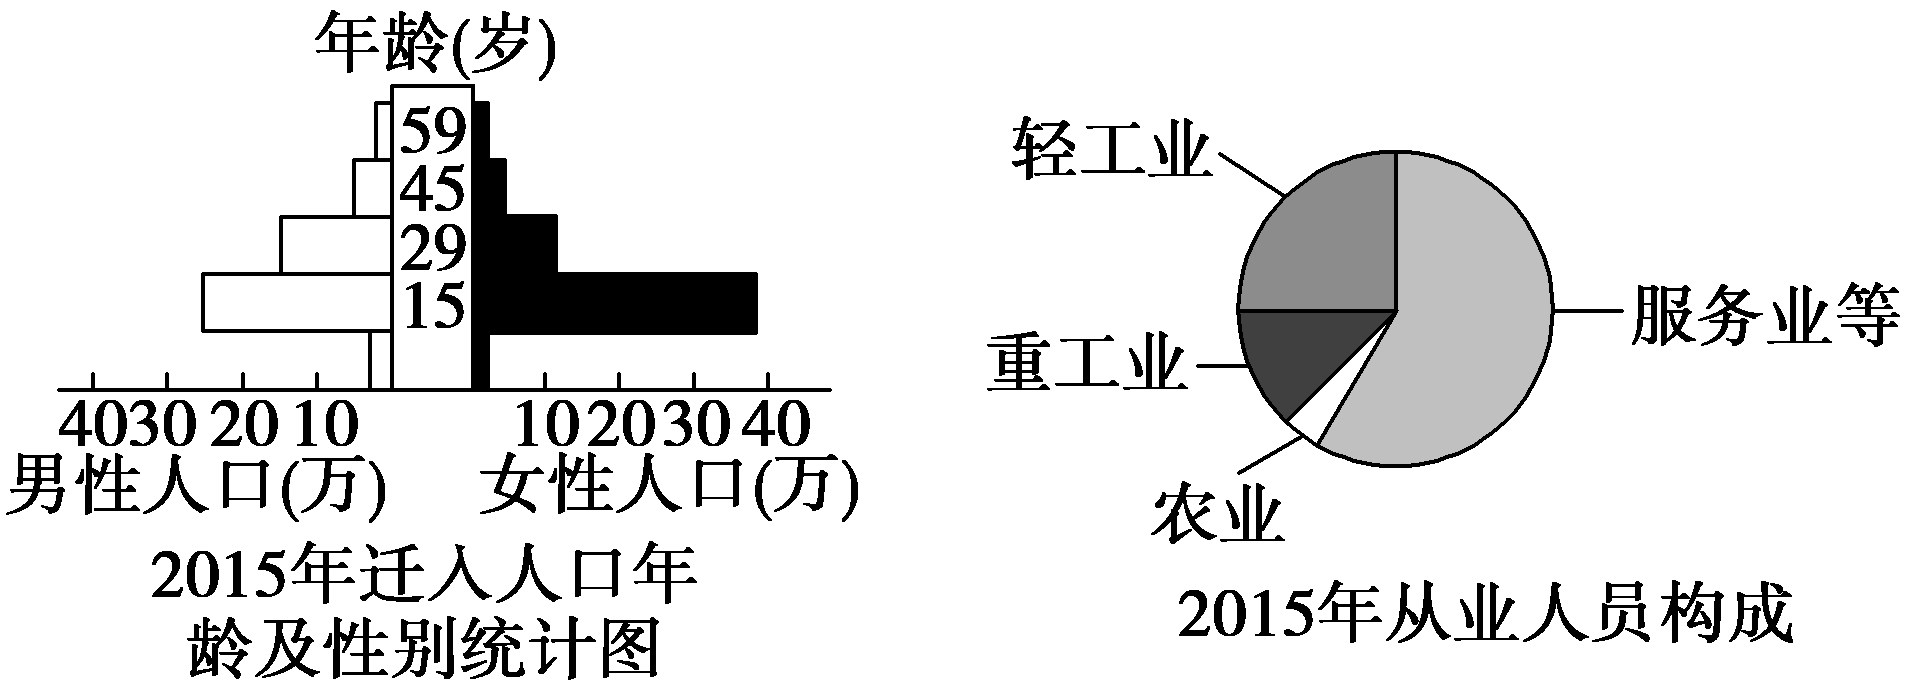 年龄(岁)
59
45
29
15
40 30 20 10
10 20 30 40
男性人口(万)
女性人口(万)
2015年迁入人口年
龄及性别统计图
轻工业
服务业等
重工业
农业
2015年从业人员构成